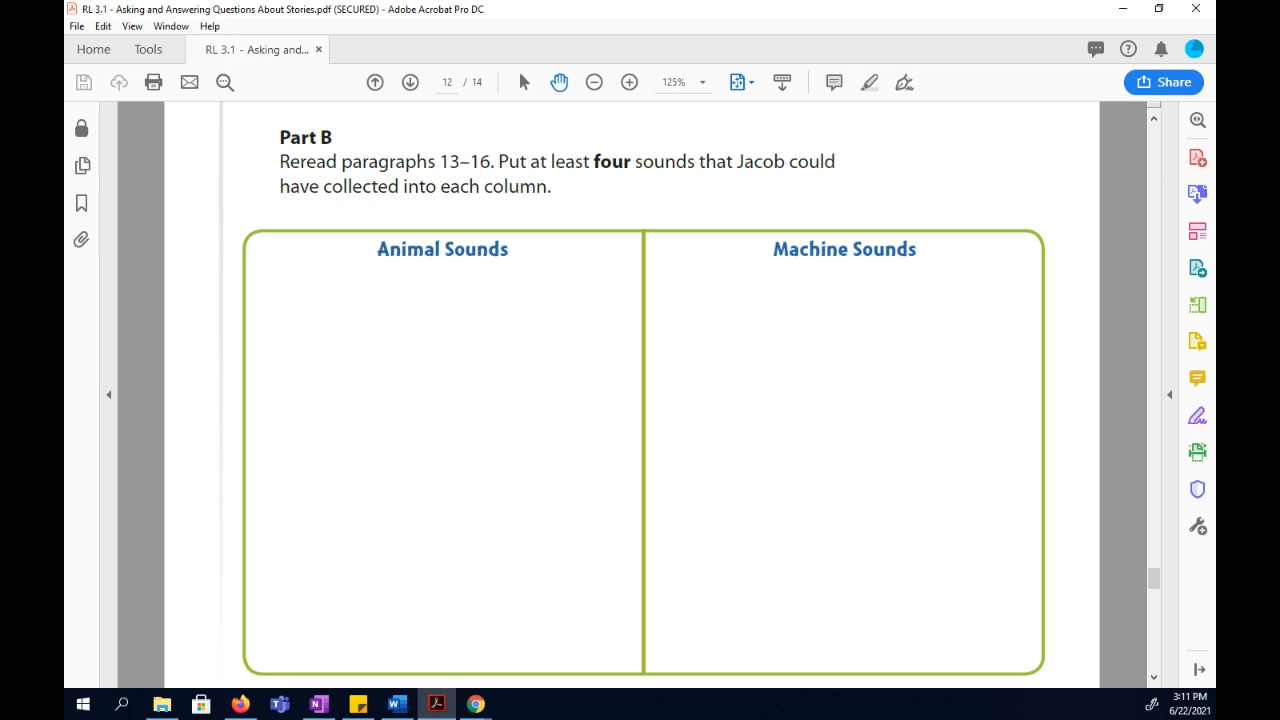 RL 3.1 - Asking and Answering Questions About Stories.pdf (SECURED) - Adobe Acrobat Pro DC
File Edit View Window Help
Home Tools RL 3.1 - Asking and... ×
12 / 14 125% Share
Part B
Reread paragraphs 13–16. Put at least four sounds that Jacob could
have collected into each column.
Animal Sounds Machine Sounds
3:11 PM
6/22/2021